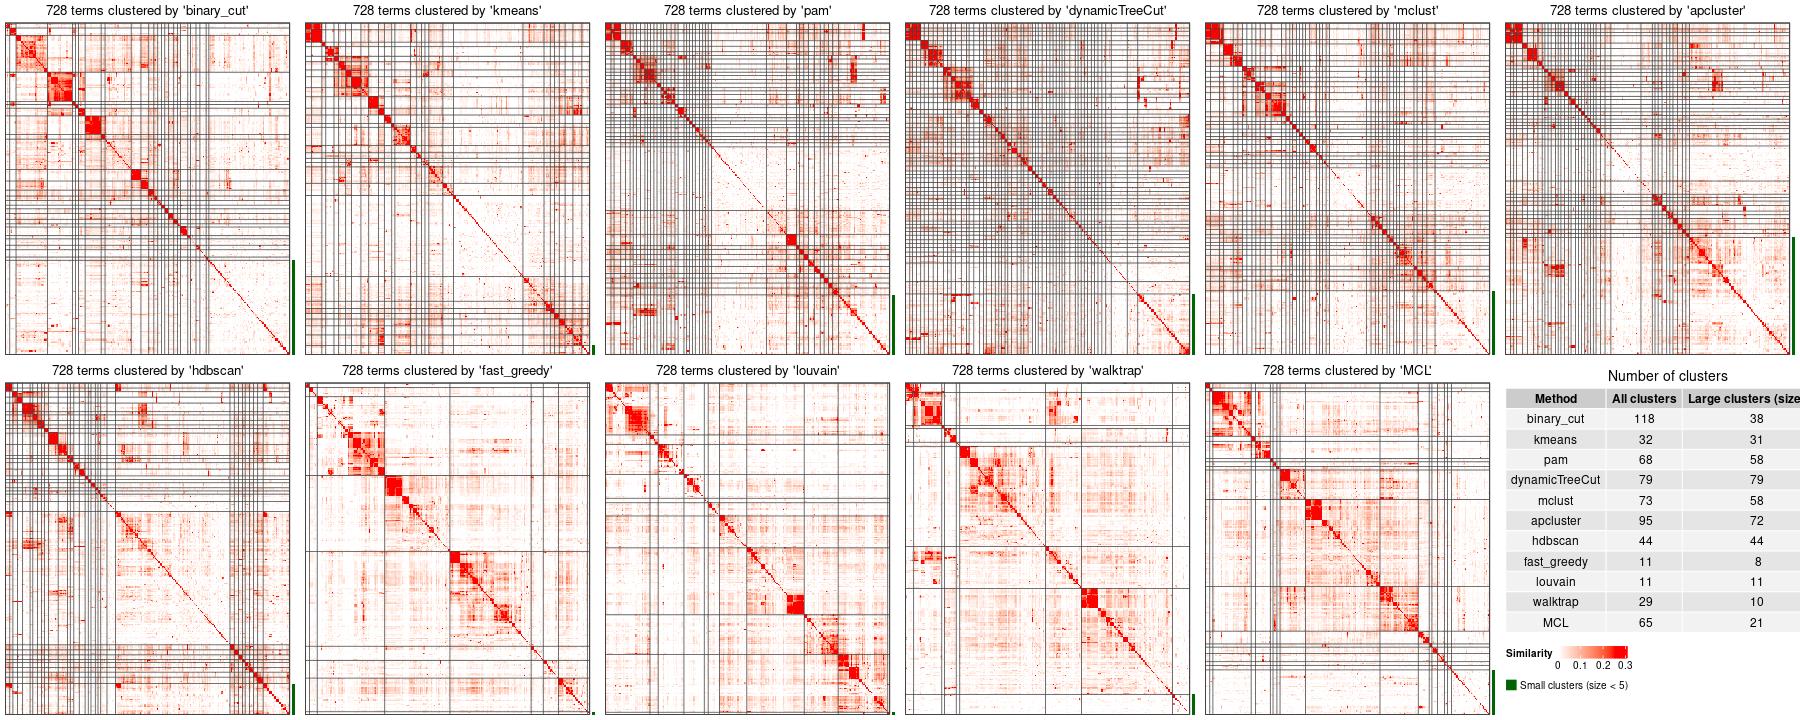 728 terms clustered by 'binary_cut'
728 terms clustered by 'kmeans'
728 terms clustered by 'pam'
728 terms clustered by 'dynamicTreeCut'
728 terms clustered by 'mclust'
728 terms clustered by 'apcluster'
728 terms clustered by 'hdbscan'
728 terms clustered by 'fast_greedy'
728 terms clustered by 'louvain'
728 terms clustered by 'walktrap'
728 terms clustered by 'MCL'
Number of clusters
Method All clusters Large clusters (size
binary_cut 118 38
kmeans 32 31
pam 68 58
dynamicTreeCut 79 79
mclust 73 58
apcluster 95 72
hdbscan 44 44
fast_greedy 11 8
louvain 11 11
walktrap 29 10
MCL 65 21
Similarity
0 0.1 0.2 0.3
Small clusters (size < 5)